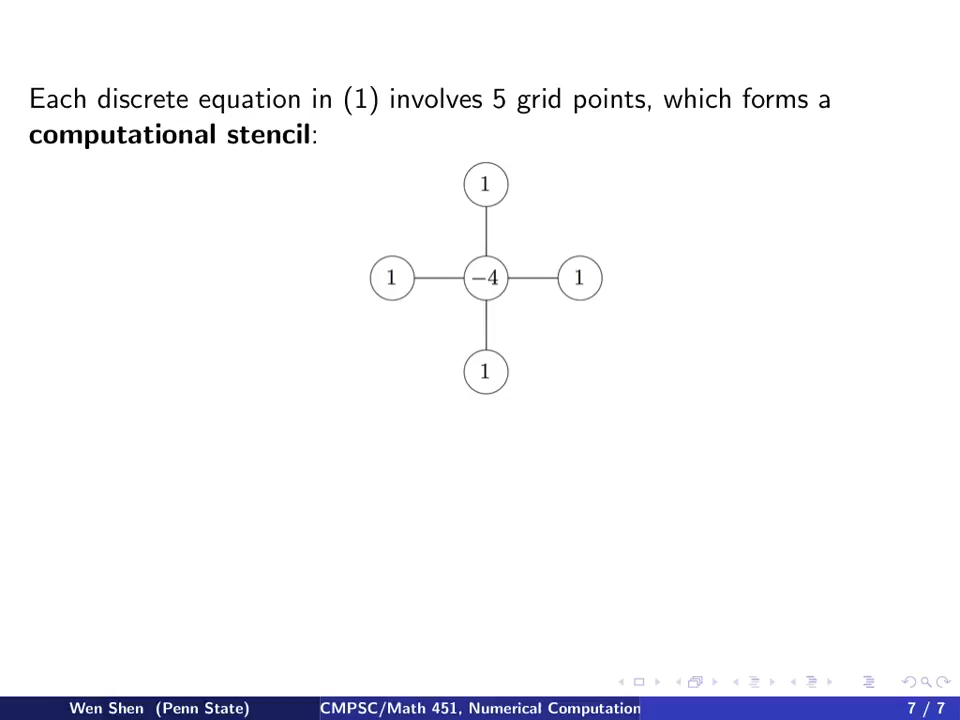 Each discrete equation in (1) involves 5 grid points, which forms a
computational stencil:
1
1 −4 1
1
Wen Shen (Penn State) CMPSC/Math 451, Numerical Computation 7 / 7